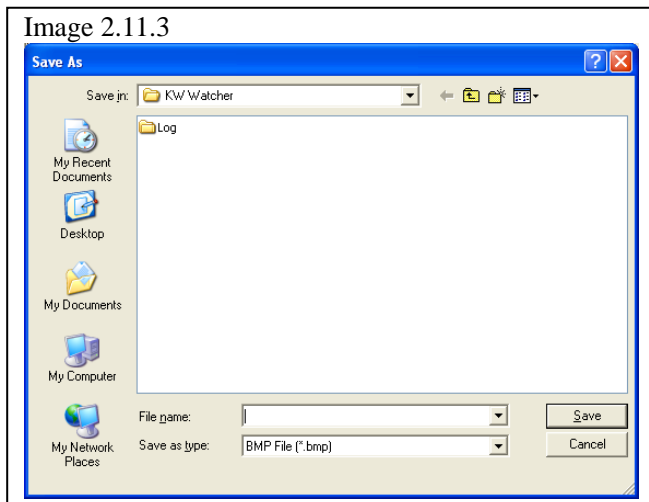 Image 2.11.3
Save As
Save in:
KW Watcher
Log
My Recent
Documents
Desktop
My Documents
My Computer
My Network
Places
File name:
Save
Save as type:
BMP File (*.bmp)
Cancel